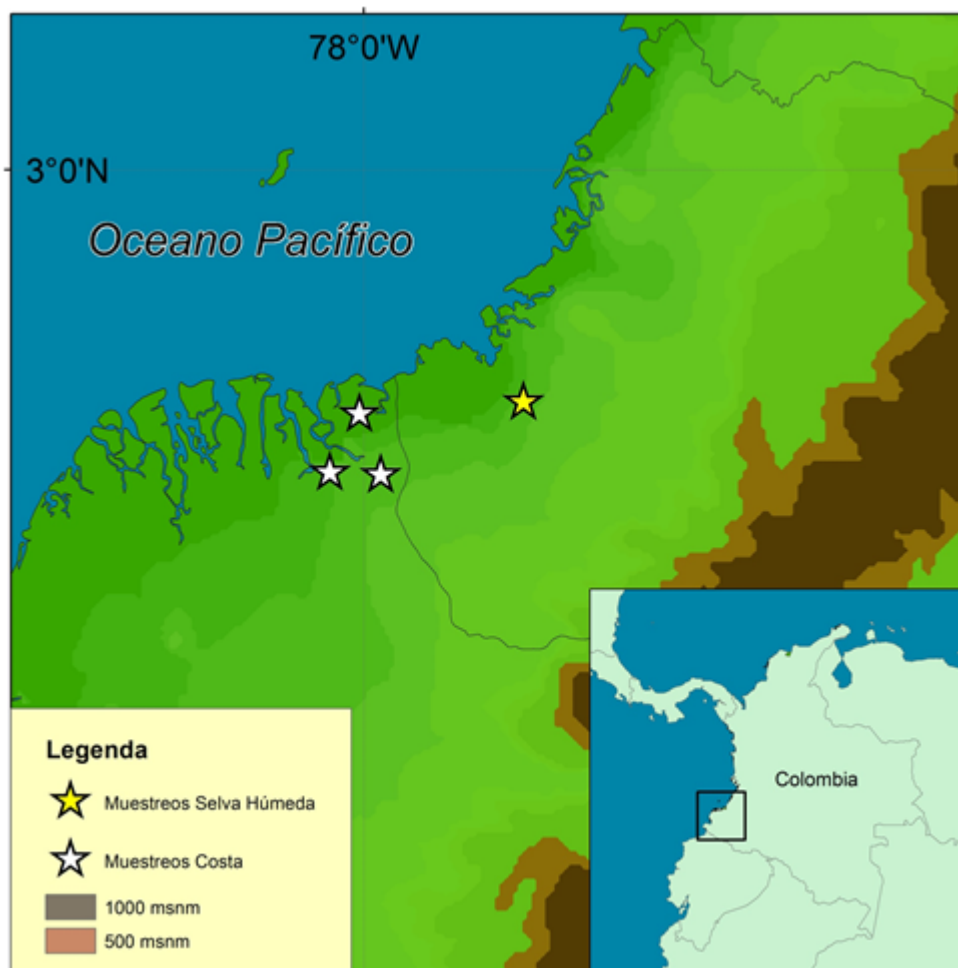 78°0'W
3°0'N
Oceano Pacífico
Legenda
Muestreos Selva Húmeda
Muestreos Costa
1000 msnm
500 msnm
Colombia